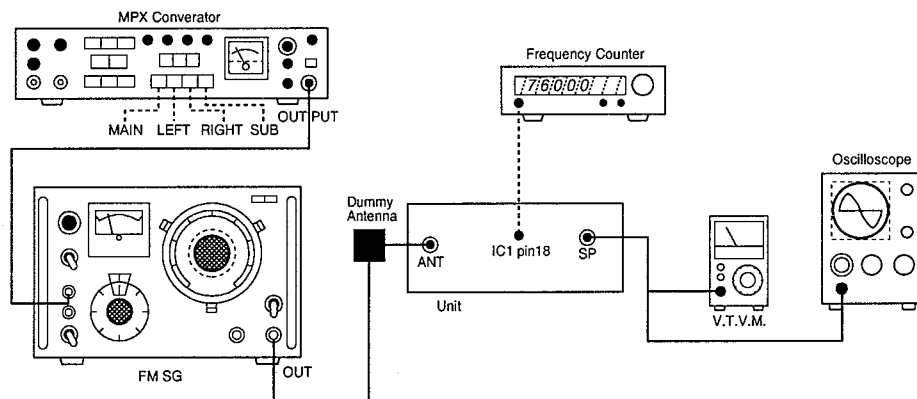 MPX Converator
OUTPUT
MAIN LEFT RIGHT SUB
Frequency Counter
76000
Oscilloscope
Dummy
Antenna
ANT
IC1 pin18
SP
Unit
V.T.V.M.
OUT
FM SG